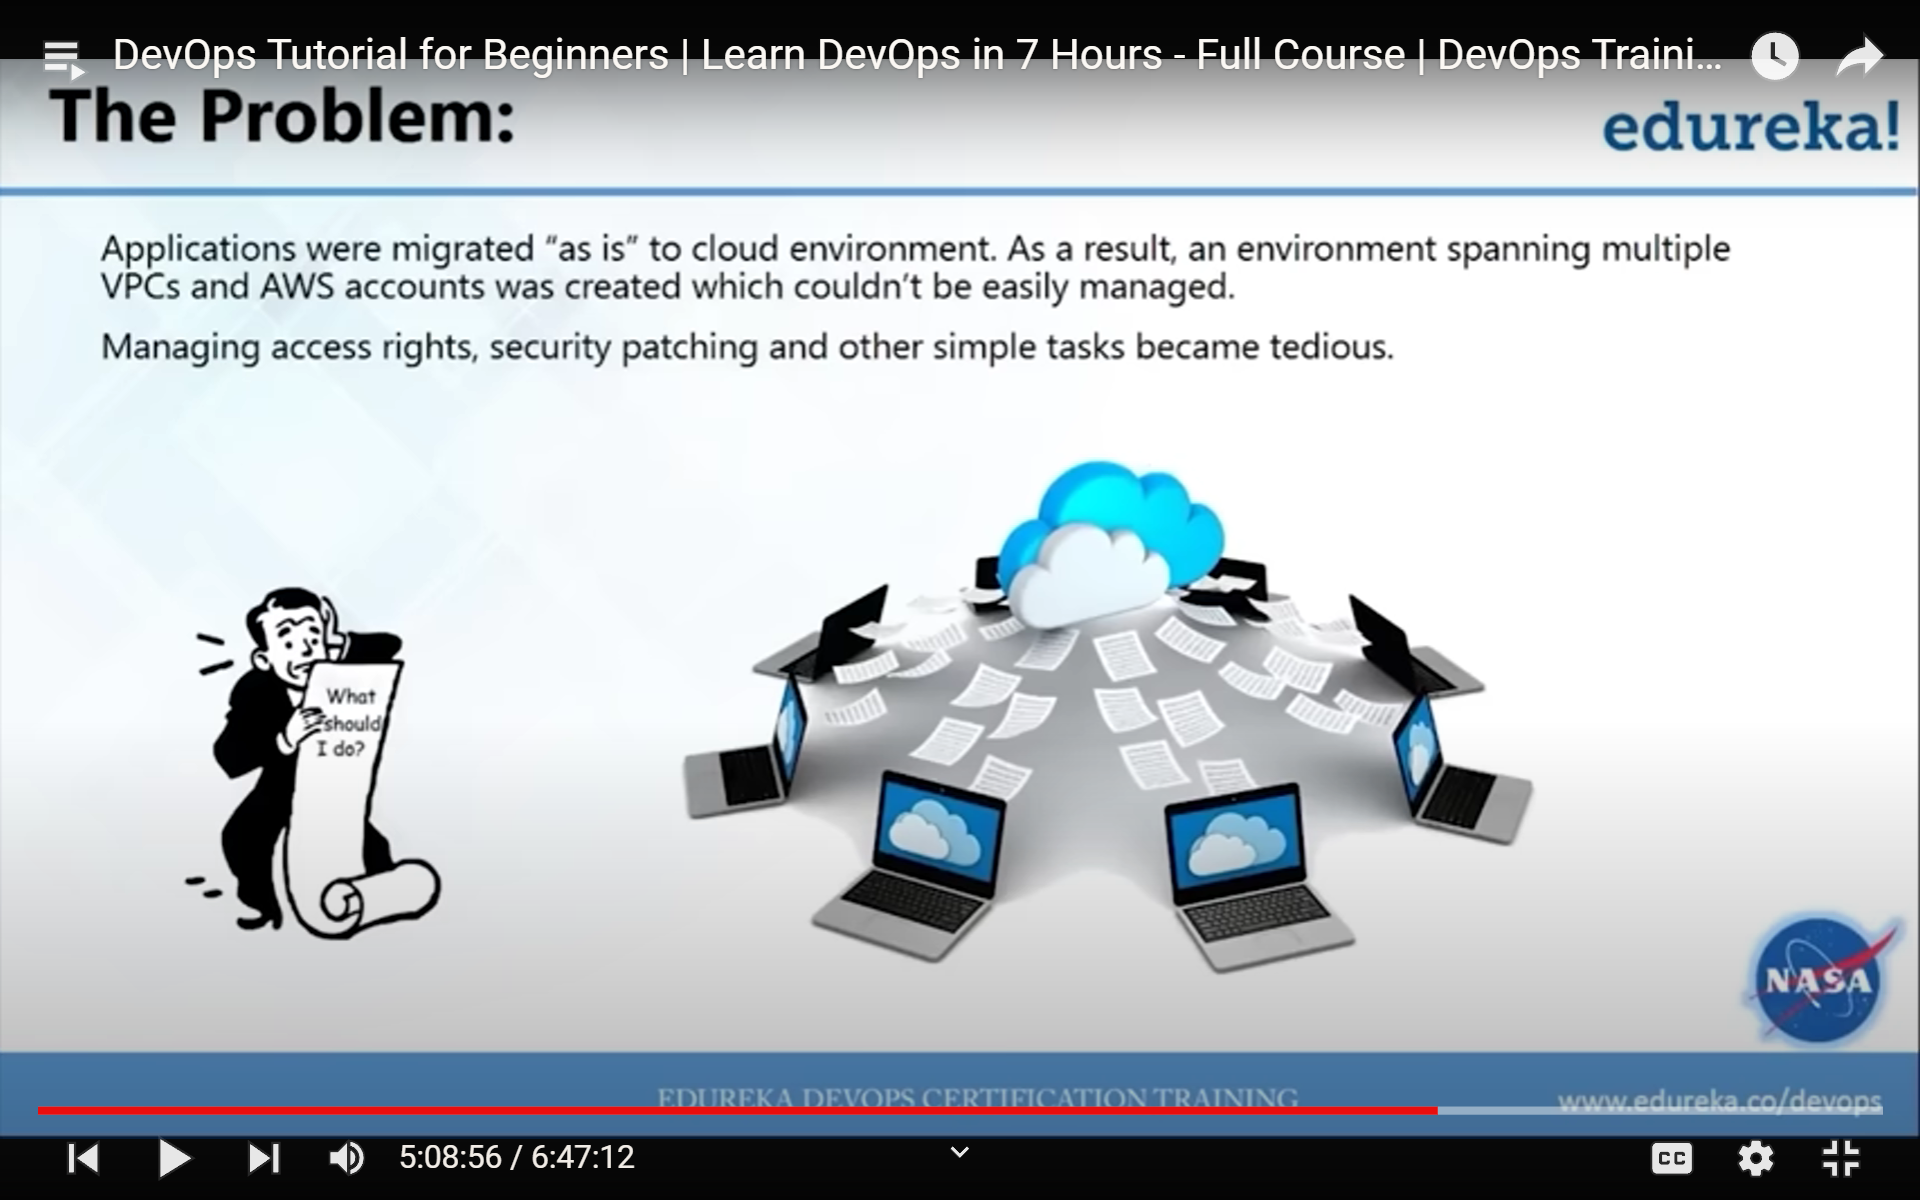 DevOps Tutorial for Beginners | Learn DevOps in 7 Hours - Full Course | DevOps Traini...
The Problem:
edureka!
Applications were migrated “as is” to cloud environment. As a result, an environment spanning multiple
VPCs and AWS accounts was created which couldn’t be easily managed.
Managing access rights, security patching and other simple tasks became tedious.
What
should
I do?
NASA
EDUREKA DEVOPS CERTIFICATION TRAINING
www.edureka.co/devops
5:08:56 / 6:47:12
CC